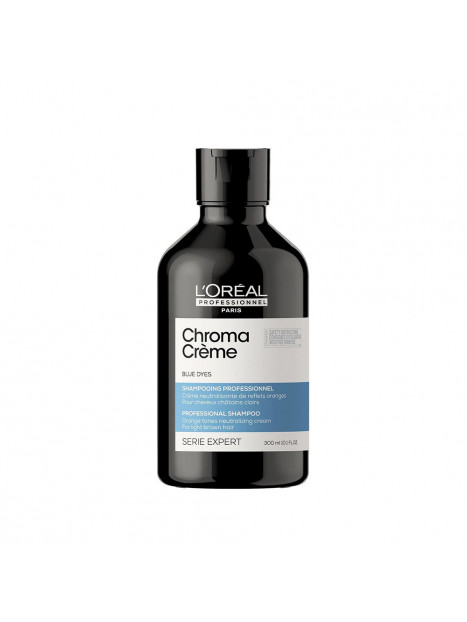 L'ORÉAL
PROFESSIONNEL
PARIS
Chroma
Crème
BLUE DYES
SHAMPOOING PROFESSIONNEL
Crème neutralisante de reflets oranges
Pour cheveux châtains clairs
PROFESSIONAL SHAMPOO
Orange tones neutralizing cream
For light brown hair
SERIE EXPERT
300 ml